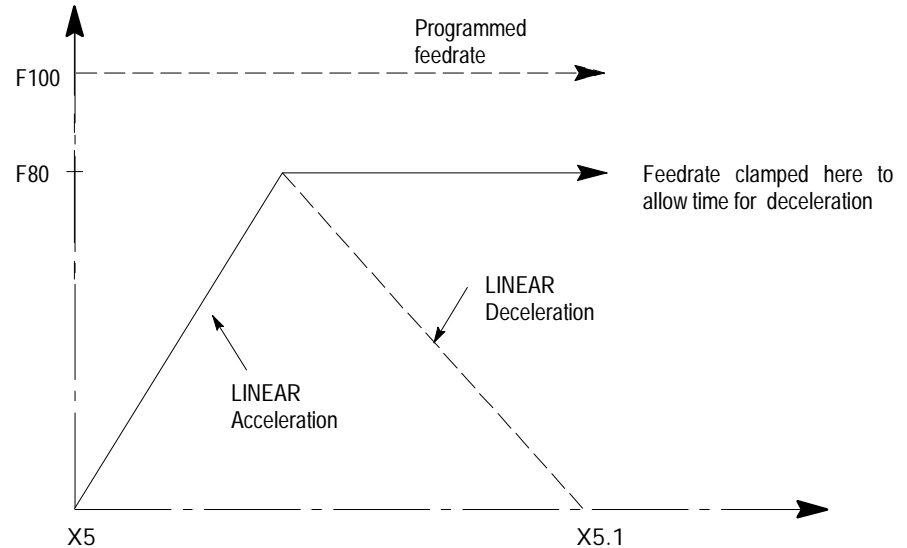 Programmed
feedrate
F100
F80
Feedrate clamped here to
allow time for deceleration
LINEAR
Deceleration
LINEAR
Acceleration
X5
X5.1